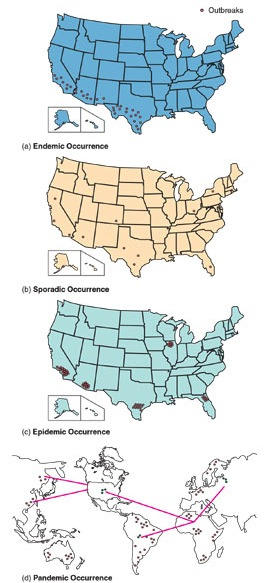 Outbreaks
(a) Endemic Occurrence
(b) Sporadic Occurrence
(c) Epidemic Occurrence
(d) Pandemic Occurrence